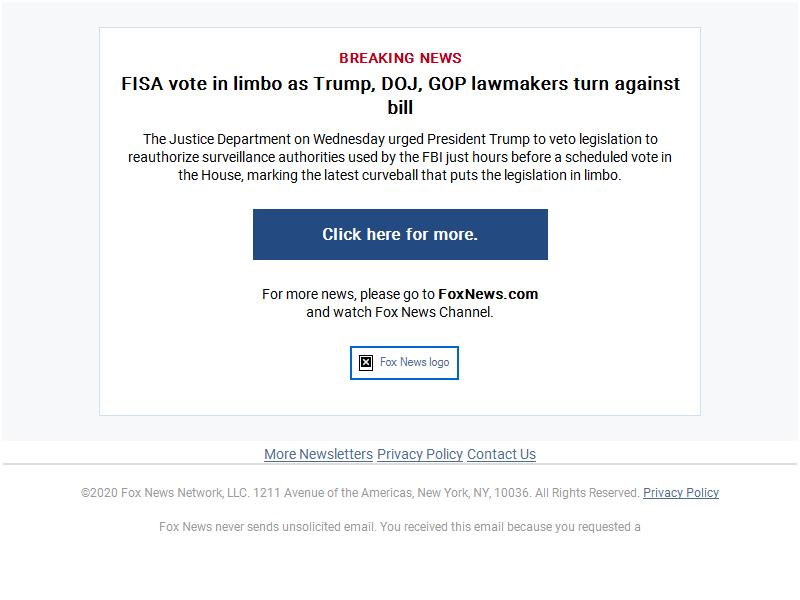 BREAKING NEWS
FISA vote in limbo as Trump, DOJ, GOP lawmakers turn against
bill
The Justice Department on Wednesday urged President Trump to veto legislation to
reauthorize surveillance authorities used by the FBI just hours before a scheduled vote in
the House, marking the latest curveball that puts the legislation in limbo.
Click here for more.
For more news, please go to FoxNews.com
and watch Fox News Channel.
Fox News logo
More Newsletters Privacy Policy Contact Us
©2020 Fox News Network, LLC. 1211 Avenue of the Americas, New York, NY, 10036. All Rights Reserved. Privacy Policy
Fox News never sends unsolicited email. You received this email because you requested a